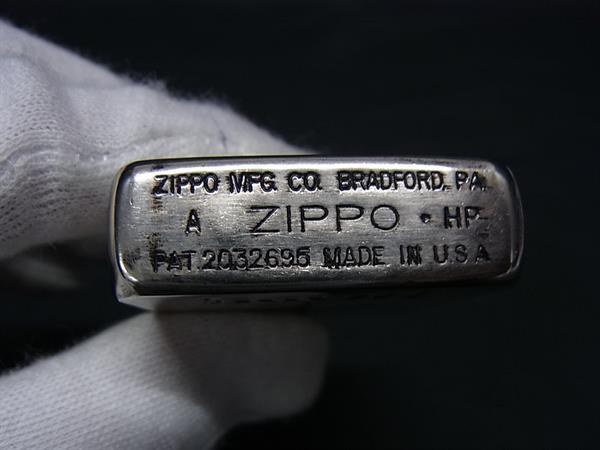 ZIPPO MFG. CO. BRADFORD, PA.
A ZIPPO • HP
PAT. 2032695 MADE IN U.S.A